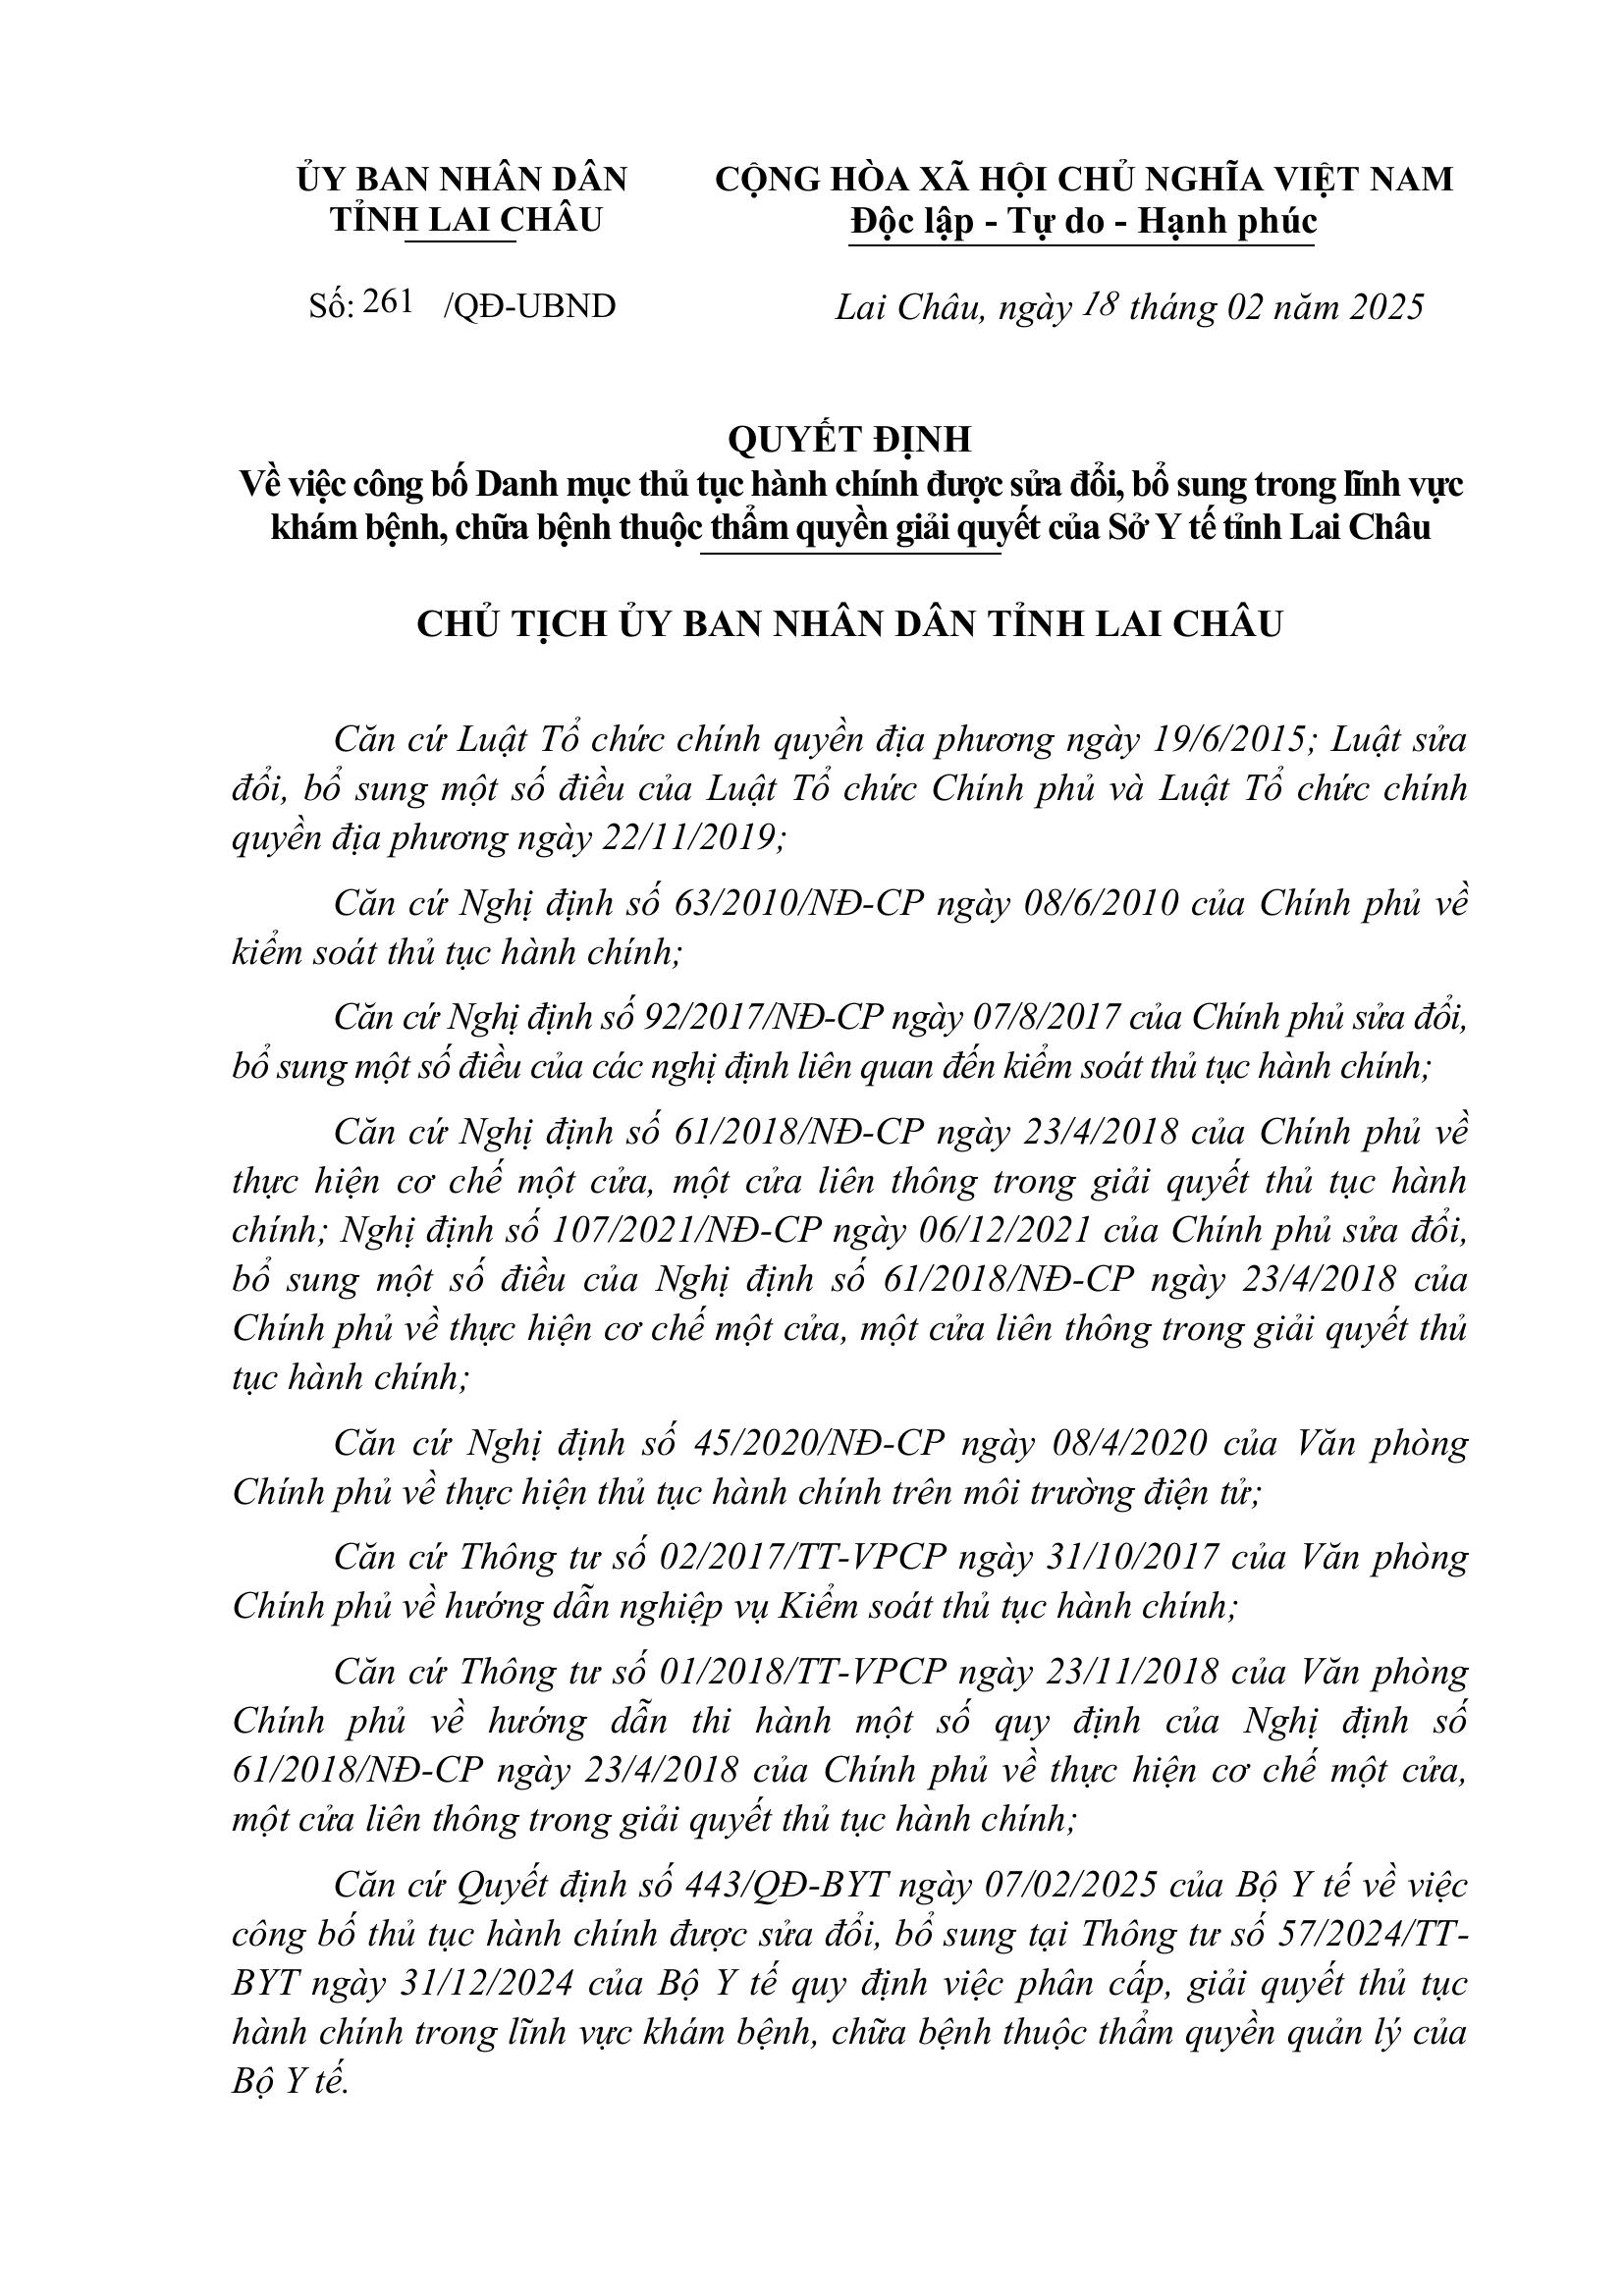 ỦY BAN NHÂN DÂN
TỈNH LAI CHÂU
CỘNG HÒA XÃ HỘI CHỦ NGHĨA VIỆT NAM
Độc lập - Tự do - Hạnh phúc
Số: 261 /QĐ-UBND
Lai Châu, ngày 18 tháng 02 năm 2025
QUYẾT ĐỊNH
Về việc công bố Danh mục thủ tục hành chính được sửa đổi, bổ sung trong lĩnh vực
khám bệnh, chữa bệnh thuộc thẩm quyền giải quyết của Sở Y tế tỉnh Lai Châu
CHỦ TỊCH ỦY BAN NHÂN DÂN TỈNH LAI CHÂU
Căn cứ Luật Tổ chức chính quyền địa phương ngày 19/6/2015; Luật sửa
đổi, bổ sung một số điều của Luật Tổ chức Chính phủ và Luật Tổ chức chính
quyền địa phương ngày 22/11/2019;
Căn cứ Nghị định số 63/2010/NĐ-CP ngày 08/6/2010 của Chính phủ về
kiểm soát thủ tục hành chính;
Căn cứ Nghị định số 92/2017/NĐ-CP ngày 07/8/2017 của Chính phủ sửa đổi,
bổ sung một số điều của các nghị định liên quan đến kiểm soát thủ tục hành chính;
Căn cứ Nghị định số 61/2018/NĐ-CP ngày 23/4/2018 của Chính phủ về
thực hiện cơ chế một cửa, một cửa liên thông trong giải quyết thủ tục hành
chính; Nghị định số 107/2021/NĐ-CP ngày 06/12/2021 của Chính phủ sửa đổi,
bổ sung một số điều của Nghị định số 61/2018/NĐ-CP ngày 23/4/2018 của
Chính phủ về thực hiện cơ chế một cửa, một cửa liên thông trong giải quyết thủ
tục hành chính;
Căn cứ Nghị định số 45/2020/NĐ-CP ngày 08/4/2020 của Văn phòng
Chính phủ về thực hiện thủ tục hành chính trên môi trường điện tử;
Căn cứ Thông tư số 02/2017/TT-VPCP ngày 31/10/2017 của Văn phòng
Chính phủ về hướng dẫn nghiệp vụ Kiểm soát thủ tục hành chính;
Căn cứ Thông tư số 01/2018/TT-VPCP ngày 23/11/2018 của Văn phòng
Chính phủ về hướng dẫn thi hành một số quy định của Nghị định số
61/2018/NĐ-CP ngày 23/4/2018 của Chính phủ về thực hiện cơ chế một cửa,
một cửa liên thông trong giải quyết thủ tục hành chính;
Căn cứ Quyết định số 443/QĐ-BYT ngày 07/02/2025 của Bộ Y tế về việc
công bố thủ tục hành chính được sửa đổi, bổ sung tại Thông tư số 57/2024/TT-
BYT ngày 31/12/2024 của Bộ Y tế quy định việc phân cấp, giải quyết thủ tục
hành chính trong lĩnh vực khám bệnh, chữa bệnh thuộc thẩm quyền quản lý của
Bộ Y tế.